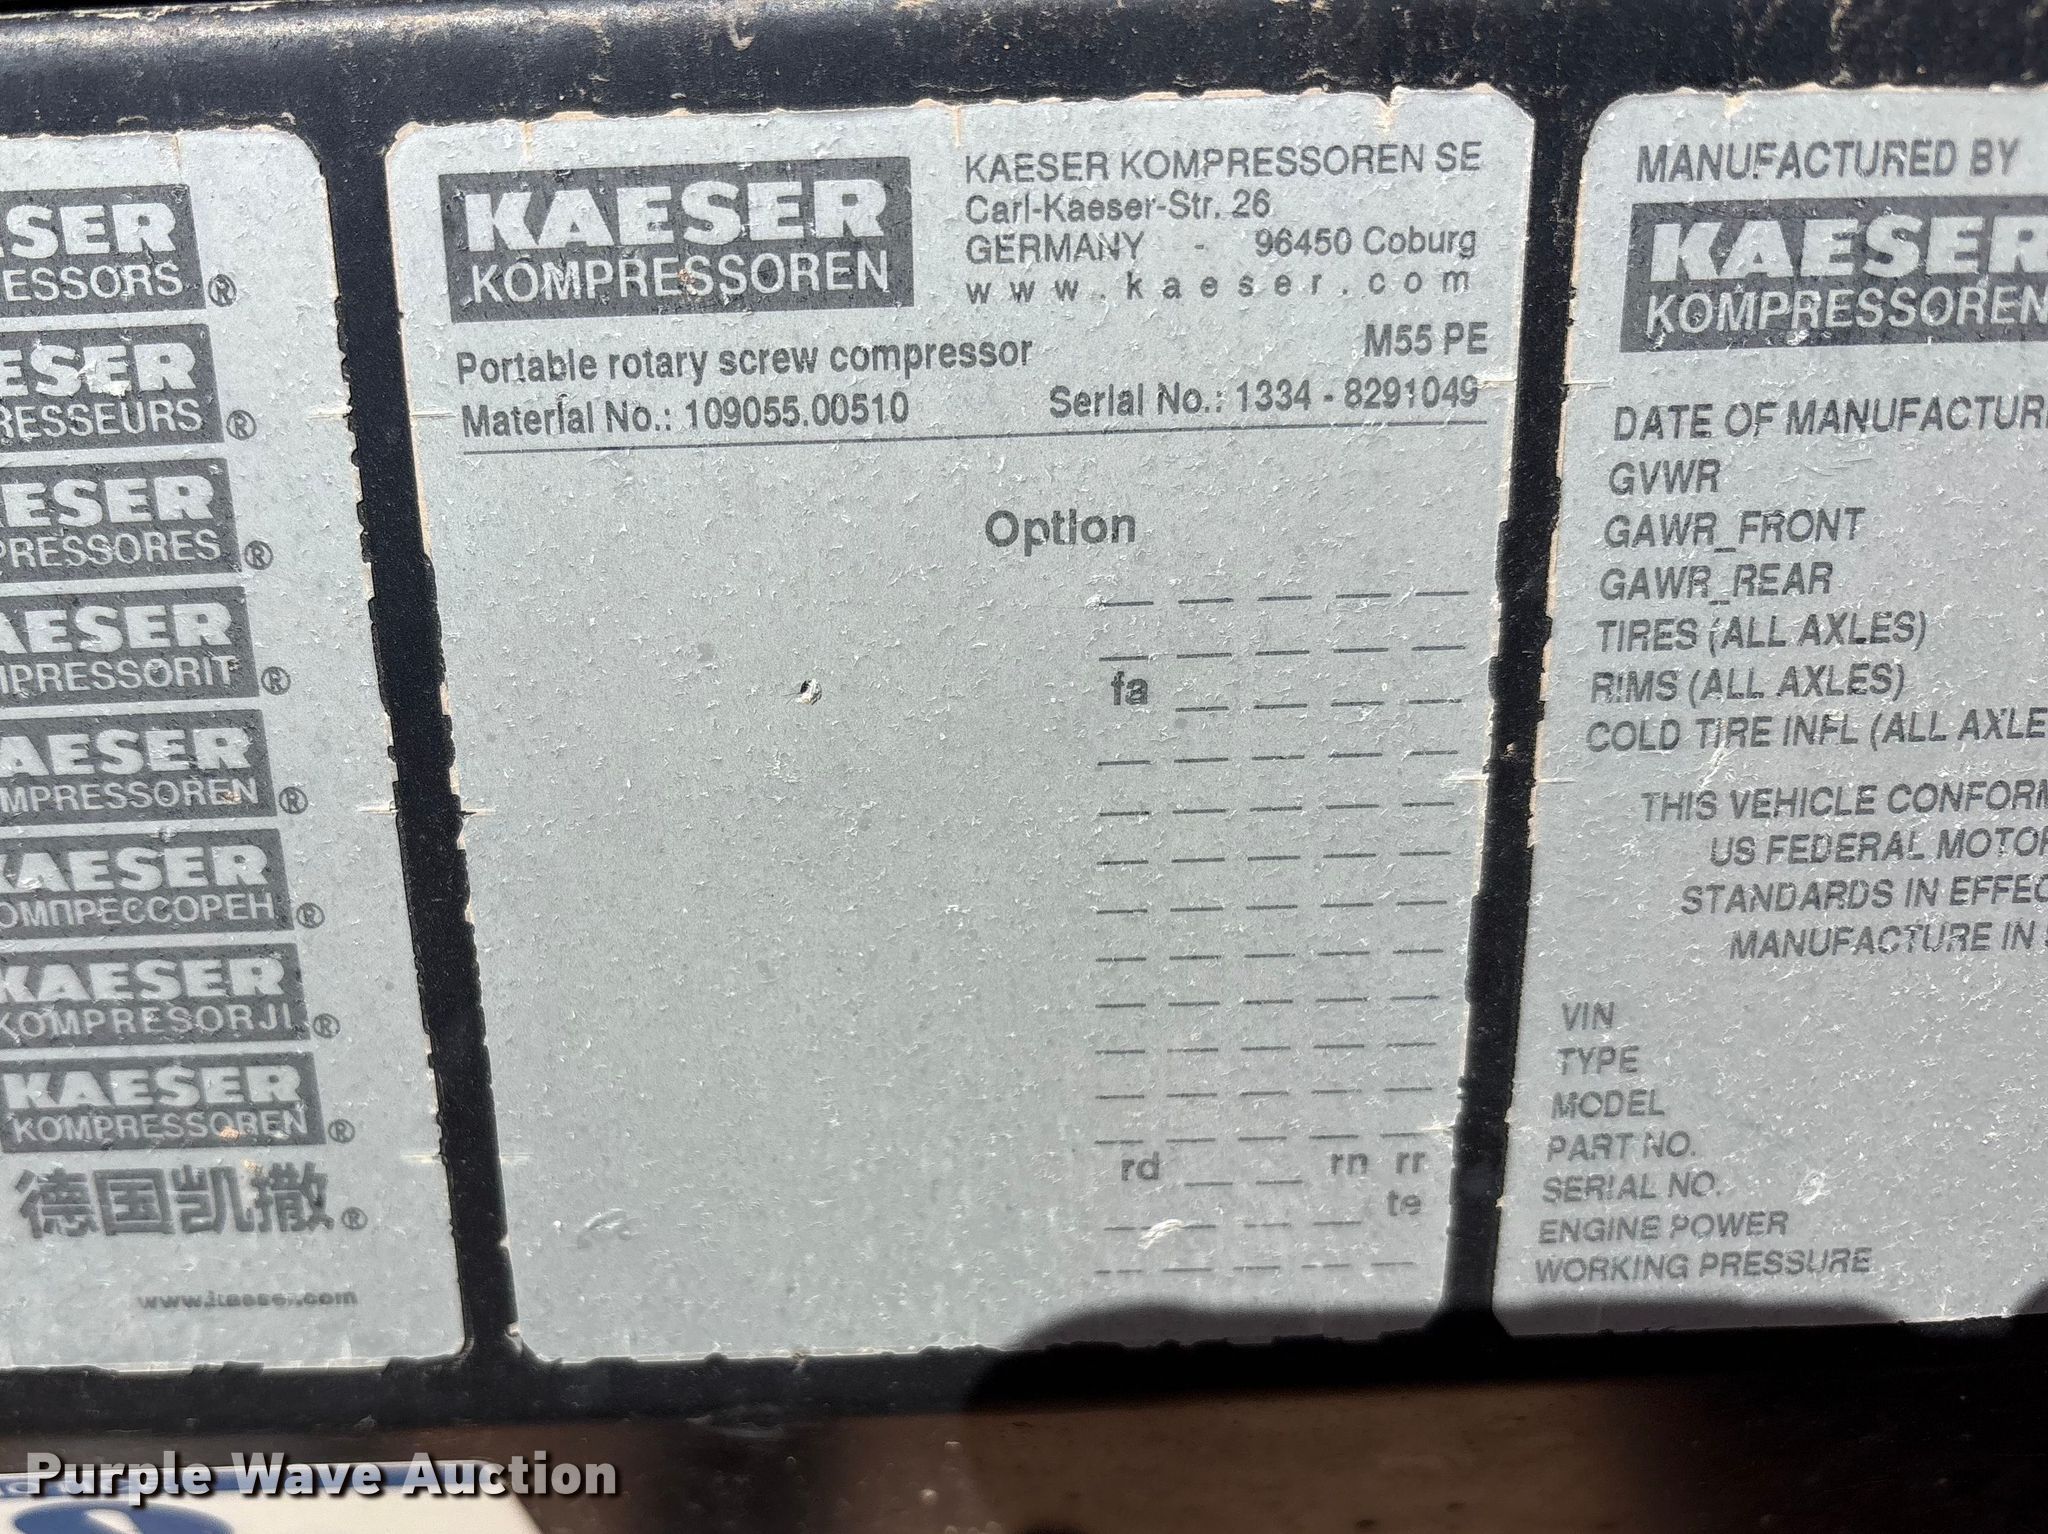 SER
ESSORS®
ESER
RESSEURS®
ESER
PRESSORES®
AESER
MPRESSORIT®
AESER
MPRESSOREN®
KAESER
ОМПРЕССОРЕН®
KAESER
KOMPRESORJI®
KAESER
KOMPRESSOREN®
德国凯撒®
www.kaeser.com
KAESER
KOMPRESSOREN
KAESER KOMPRESSOREN SE
Carl-Kaeser-Str. 26
GERMANY - 96450 Coburg
www.kaeser.com
Portable rotary screw compressor M55 PE
Material No.: 109055.00510 Serial No.: 1334 - 8291049
Option
_ _ _ _ _
_ _ _ _ _
fa _ _ _ _
_ _ _ _ _
_ _ _ _ _
_ _ _ _ _
_ _ _ _ _
_ _ _ _ _
_ _ _ _ _
_ _ _ _ _
_ _ _ _ _
_ _ _ _ _
rd _ _ rn rr
_ _ _ _ te
_ _ _ _ _
MANUFACTURED BY
KAESER
KOMPRESSOREN
DATE OF MANUFACTUR
GVWR
GAWR_FRONT
GAWR_REAR
TIRES (ALL AXLES)
RIMS (ALL AXLES)
COLD TIRE INFL (ALL AXLE
THIS VEHICLE CONFORM
US FEDERAL MOTOR
STANDARDS IN EFFEC
MANUFACTURE IN
VIN
TYPE
MODEL
PART NO.
SERIAL NO.
ENGINE POWER
WORKING PRESSURE
Purple Wave Auction